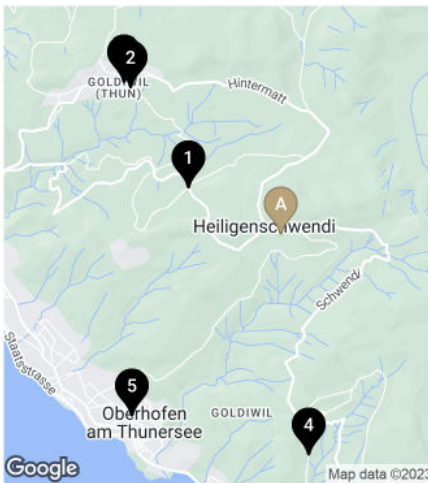 2
GOLDIWIL
(THUN)
Hintermatt
1
A
Heiligenschwendi
Schwendi
Staatsstrasse
5
Oberhofen
am Thunersee
GOLDIWIL
4
Google
Map data ©2023